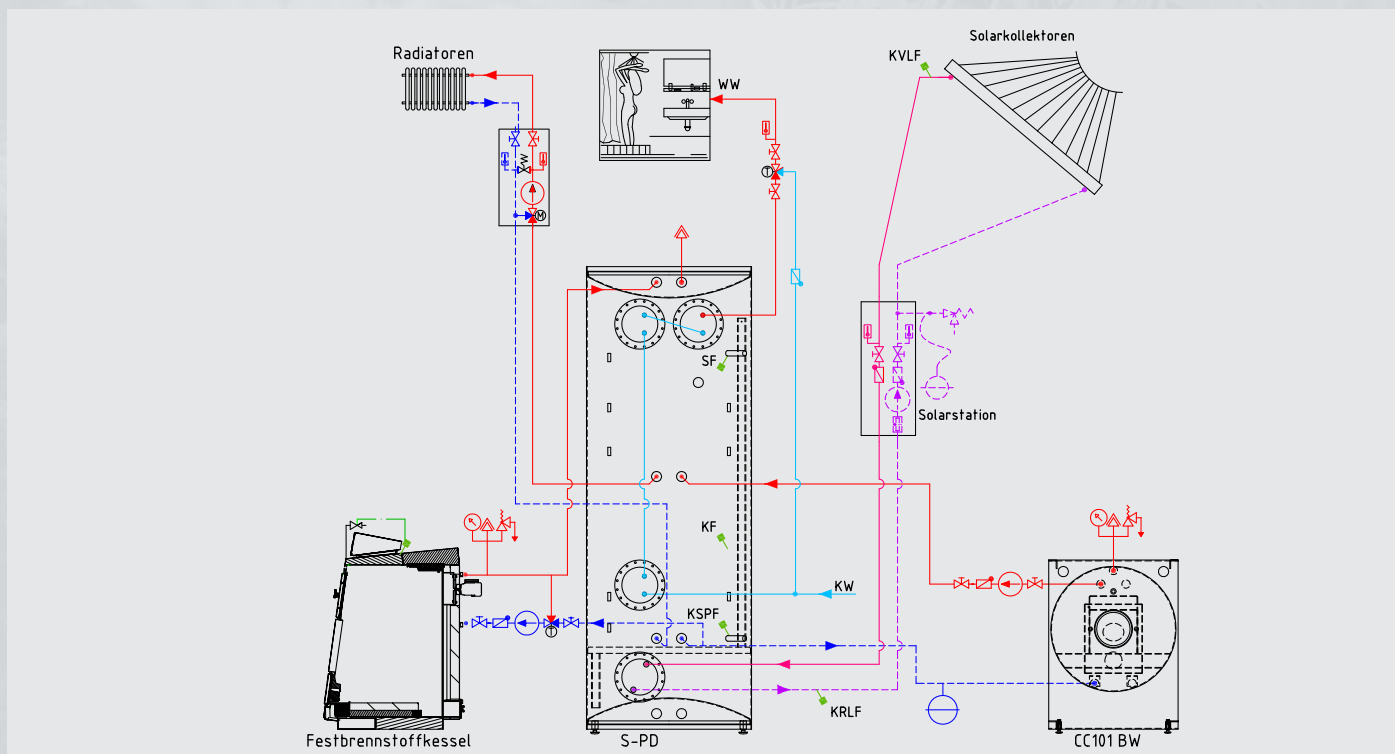 Solarkollektoren
Radiatoren
KVLF
WW
T
M
SF
Solarstation
KF
KW
KSPF
T
KRLF
Festbrennstoffkessel
S-PD
CC101 BW